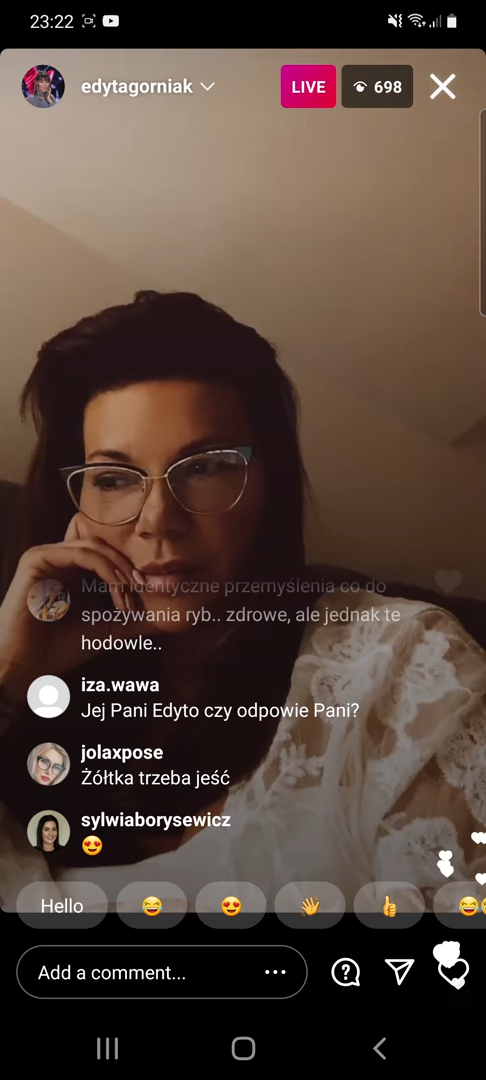 23:22
edytagorniak
LIVE
698
Mam identyczne przemyślenia co do
spożywania ryb.. zdrowe, ale jednak te
hodowle..
iza.wawa
Jej Pani Edyto czy odpowie Pani?
jolaxpose
Żółtka trzeba jeść
sylwiaborysewicz
😍
Hello 😂 😍 👋 👍 😂
Add a comment...